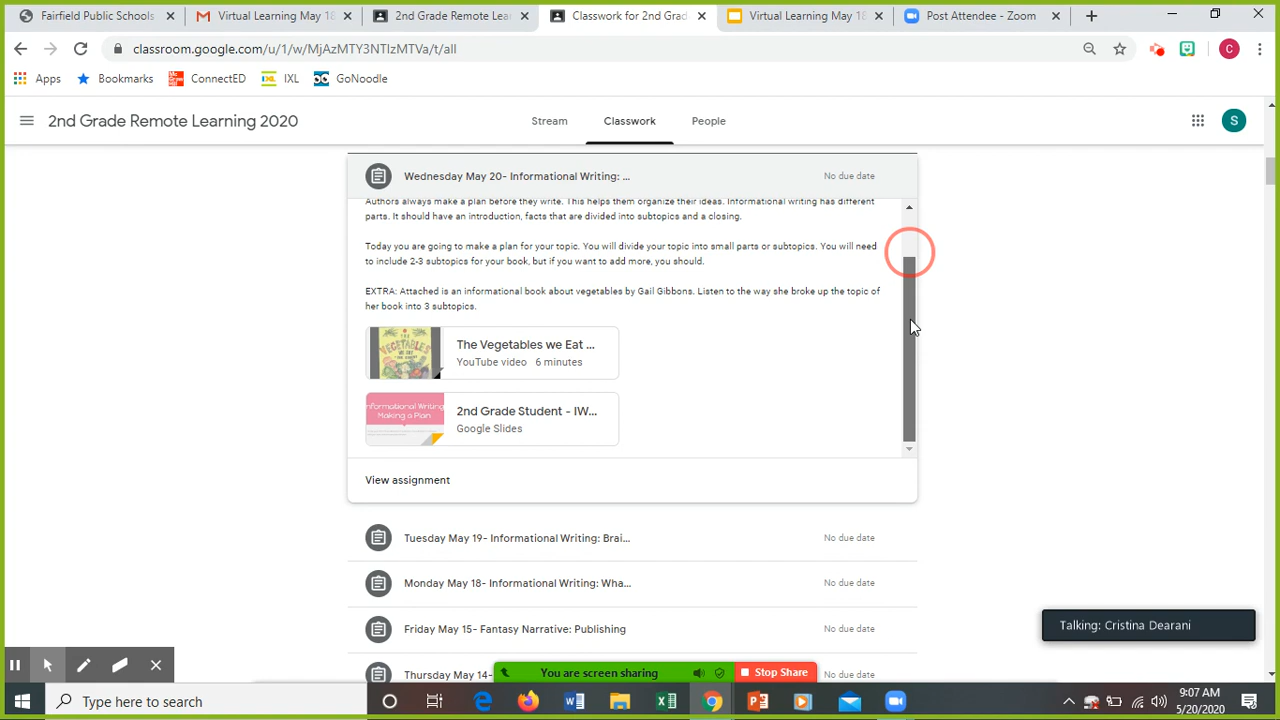 Fairfield Public Schools
Virtual Learning May 18
2nd Grade Remote Lea
Classwork for 2nd Grad
Virtual Learning May 18
Post Attendee - Zoom
classroom.google.com/u/1/w/MjAzMTY3NTIzMTVa/t/all
C
Apps
Bookmarks
ConnectED
IXL
GoNoodle
2nd Grade Remote Learning 2020
Stream
Classwork
People
S
Wednesday May 20- Informational Writing: ...
No due date
Authors always make a plan before they write. This helps them organize their ideas. Informational writing has different
parts. It should have an introduction, facts that are divided into subtopics and a closing.
Today you are going to make a plan for your topic. You will divide your topic into small parts or subtopics. You will need
to include 2-3 subtopics for your book, but if you want to add more, you should.
EXTRA: Attached is an informational book about vegetables by Gail Gibbons. Listen to the way she broke up the topic of
her book into 3 subtopics.
The Vegetables we Eat ...
YouTube video 6 minutes
Informational Writing
Making a Plan
2nd Grade Student - IW...
Google Slides
View assignment
Tuesday May 19- Informational Writing: Brai...
No due date
Monday May 18- Informational Writing: Wha...
No due date
Friday May 15- Fantasy Narrative: Publishing
No due date
Thursday May 14-
Talking: Cristina Dearani
You are screen sharing
Stop Share
Type here to search
9:07 AM
5/20/2020